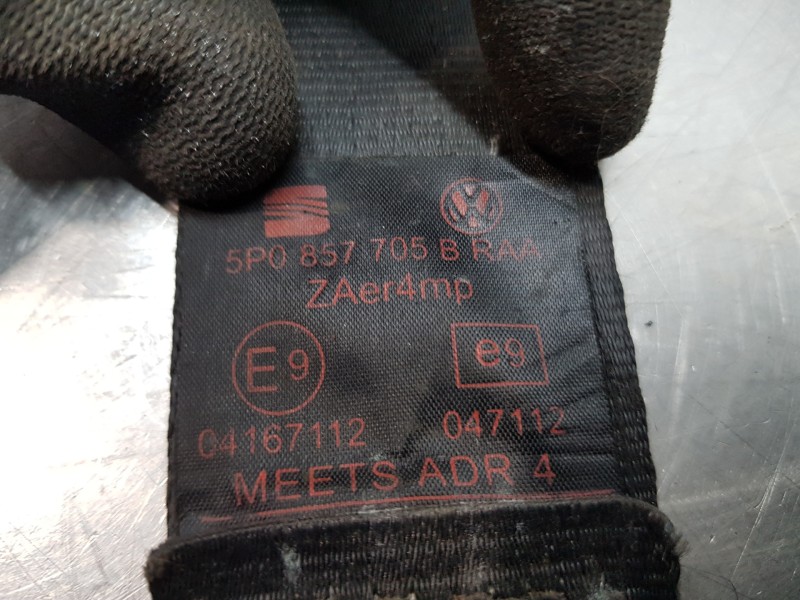 5P0 857 705 B RAA
ZAer4mp
E9 e9
04167112 047112
MEETS ADR 4